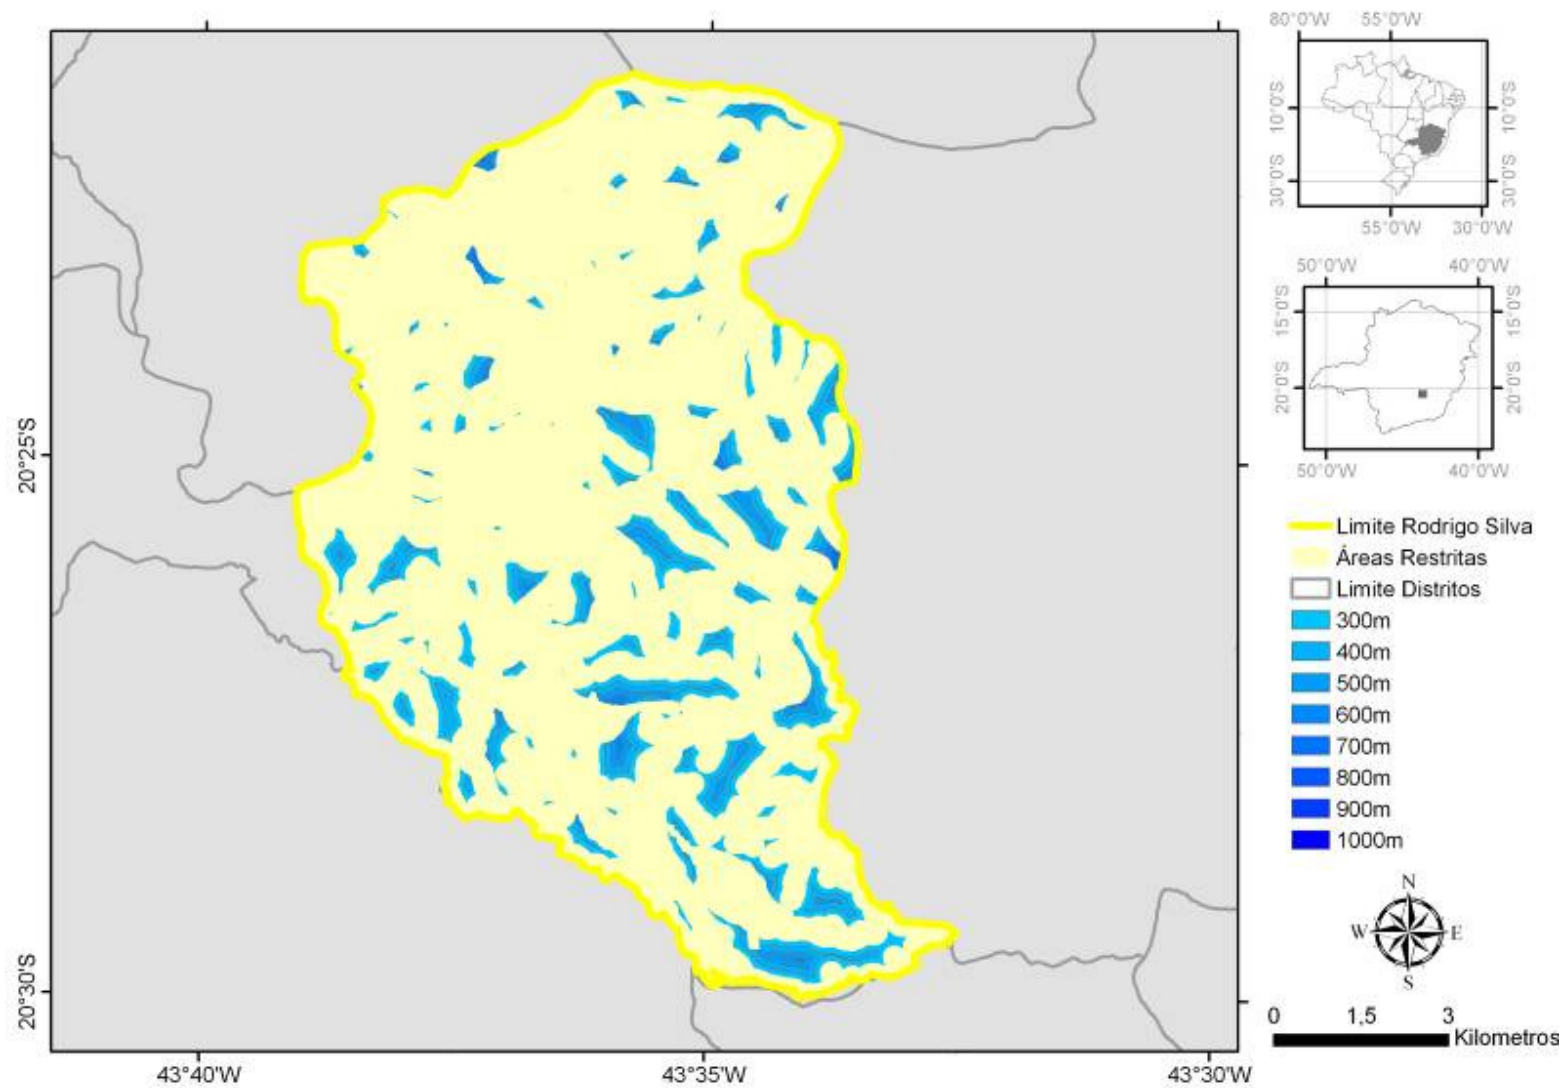 80°0'W 55°0'W
10°0'S 10°0'S
30°0'S 30°0'S
55°0'W 30°0'W
50°0'W 40°0'W
15°0'S 15°0'S
20°0'S 20°0'S
50°0'W 40°0'W
20°25'S
20°30'S
43°40'W 43°35'W 43°30'W
Limite Rodrigo Silva
Áreas Restritas
Limite Distritos
300m
400m
500m
600m
700m
800m
900m
1000m
N
W E
S
0 1,5 3
Kilometros